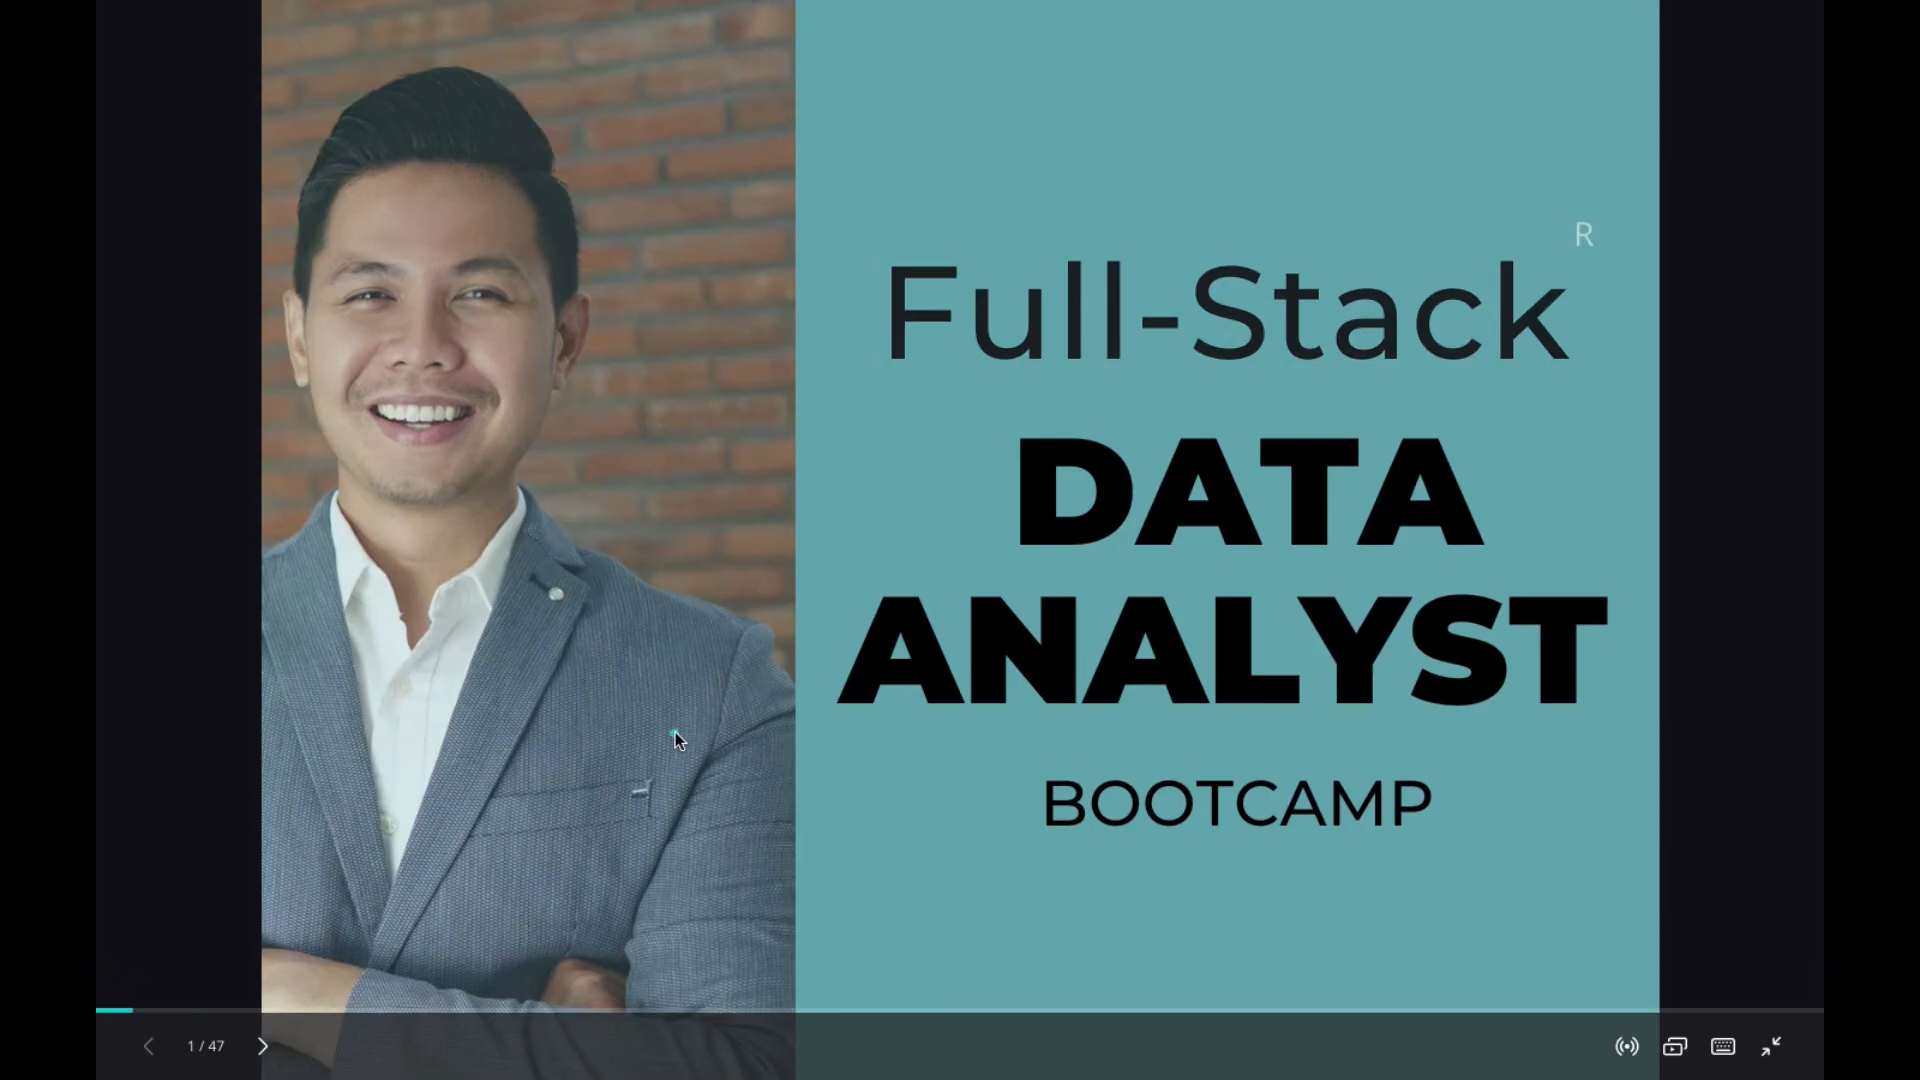 R
Full-Stack
DATA
ANALYST
BOOTCAMP
1 / 47